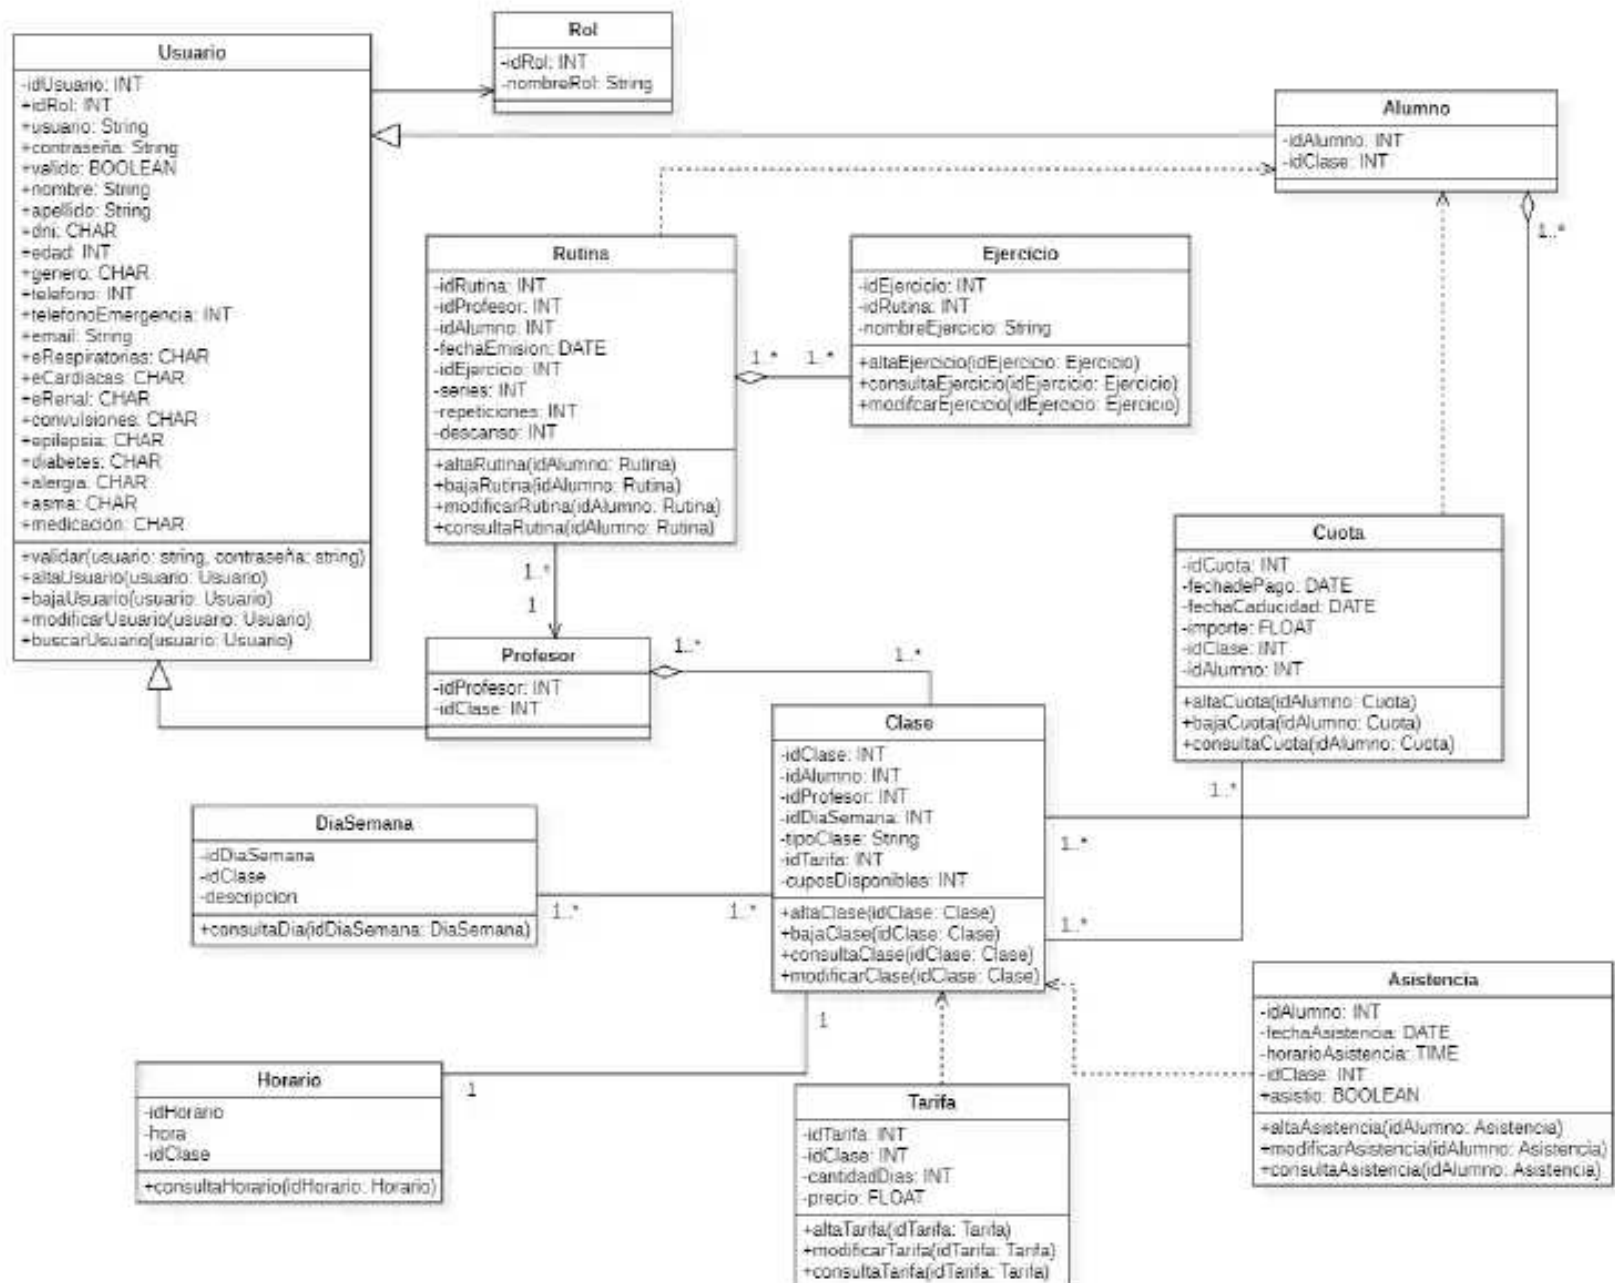 Usuario
-idUsuario: INT
+idRol: INT
+usuario: String
+contraseña: String
+valido: BOOLEAN
+nombre: String
+apellido: String
+dni: CHAR
+edad: INT
+genero: CHAR
+telefono: INT
+telefonoEmergencia: INT
+email: String
+eRespiratorias: CHAR
+eCardiacas: CHAR
+eRenal: CHAR
+convulsiones: CHAR
+epilepsia: CHAR
+diabetes: CHAR
+alergia: CHAR
+asma: CHAR
+medicación: CHAR
+validar(usuario: string, contraseña: string)
+altaUsuario(usuario: Usuario)
+bajaUsuario(usuario: Usuario)
+modificarUsuario(usuario: Usuario)
+buscarUsuario(usuario: Usuario)
Rol
-idRol: INT
-nombreRol: String
Alumno
-idAlumno: INT
-idClase: INT
1..*
Rutina
-idRutina: INT
-idProfesor: INT
-idAlumno: INT
-fechaEmision: DATE
-idEjercicio: INT
-series: INT
-repeticiones: INT
-descanso: INT
+altaRutina(idAlumno: Rutina)
+bajaRutina(idAlumno: Rutina)
+modificarRutina(idAlumno: Rutina)
+consultaRutina(idAlumno: Rutina)
1..*
1..*
Ejercicio
-idEjercicio: INT
-idRutina: INT
-nombreEjercicio: String
+altaEjercicio(idEjercicio: Ejercicio)
+consultaEjercicio(idEjercicio: Ejercicio)
+modifcarEjercicio(idEjercicio: Ejercicio)
1..*
1
Profesor
-idProfesor: INT
-idClase: INT
1..*
1..*
Cuota
-idCuota: INT
-fechadePago: DATE
-fechaCaducidad: DATE
-importe: FLOAT
-idClase: INT
-idAlumno: INT
+altaCuota(idAlumno: Cuota)
+bajaCuota(idAlumno: Cuota)
+consultaCuota(idAlumno: Cuota)
1..*
Clase
-idClase: INT
-idAlumno: INT
-idProfesor: INT
-idDiaSemana: INT
-tipoClase: String
-idTarifa: INT
-cuposDisponibles: INT
+altaClase(idClase: Clase)
+bajaClase(idClase: Clase)
+consultaClase(idClase: Clase)
+modificarClase(idClase: Clase)
1..*
1..*
DiaSemana
-idDiaSemana
-idClase
-descripcion
+consultaDia(idDiaSemana: DiaSemana)
1..*
1..*
1
1
Horario
-idHorario
-hora
-idClase
+consultaHorario(idHorario: Horario)
Tarifa
-idTarifa: INT
-idClase: INT
-cantidadDias: INT
-precio: FLOAT
+altaTarifa(idTarifa: Tarifa)
+modificarTarifa(idTarifa: Tarifa)
+consultaTarifa(idTarifa: Tarifa)
Asistencia
-idAlumno: INT
-fechaAsistencia: DATE
-horarioAsistencia: TIME
-idClase: INT
+asistio: BOOLEAN
+altaAsistencia(idAlumno: Asistencia)
+modificarAsistencia(idAlumno: Asistencia)
+consultaAsistencia(idAlumno: Asistencia)